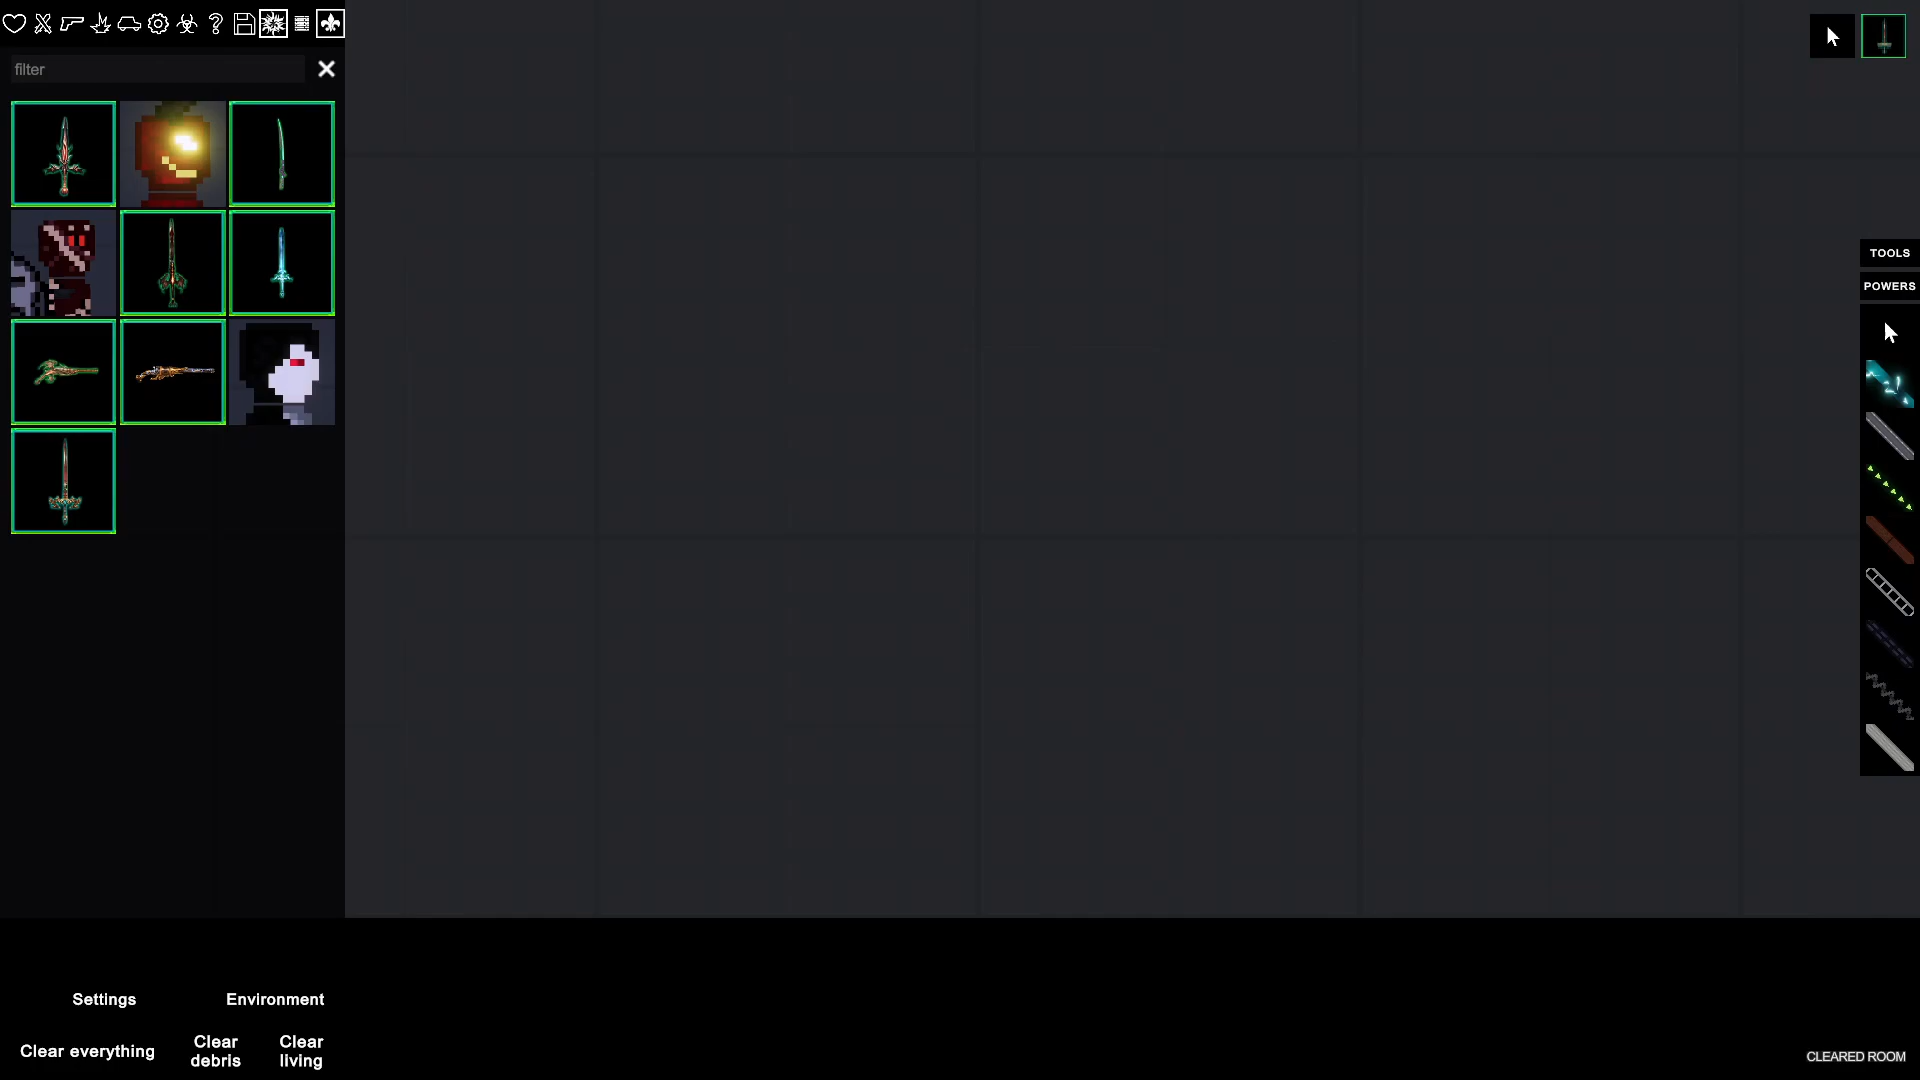 filter
TOOLS
POWERS
Settings
Environment
Clear everything
Clear
debris
Clear
living
CLEARED ROOM